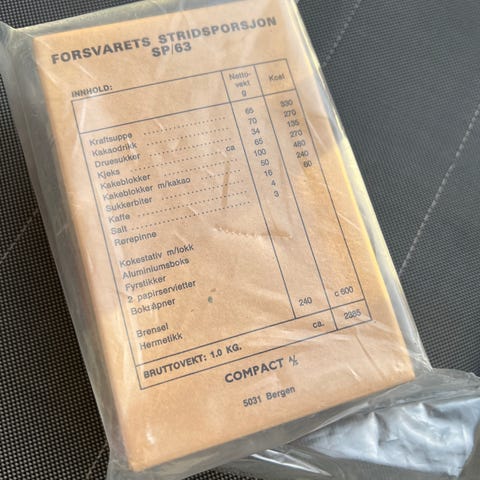 FORSVARETS STRIDSPORSJON
SP/63
INNHOLD:
Netto-
vekt
g
Kcal
Kraftsuppe 65 330
Kakaodrikk 70 270
Druesukker 34 135
Kjeks ca 65 270
Kakeblokker 100 480
Kakeblokker m/kakao 50 240
Sukkerbiter 16 60
Kaffe 4
Salt 3
Rørepinne
Kokestativ m/lokk
Aluminiumsboks
Fyrstikker
2 papirservietter
Boksåpner
Brensel
Hermetikk 240 c 600
BRUTTOVEKT: 1.0 KG. ca. 2385
COMPACT A/S
5031 Bergen